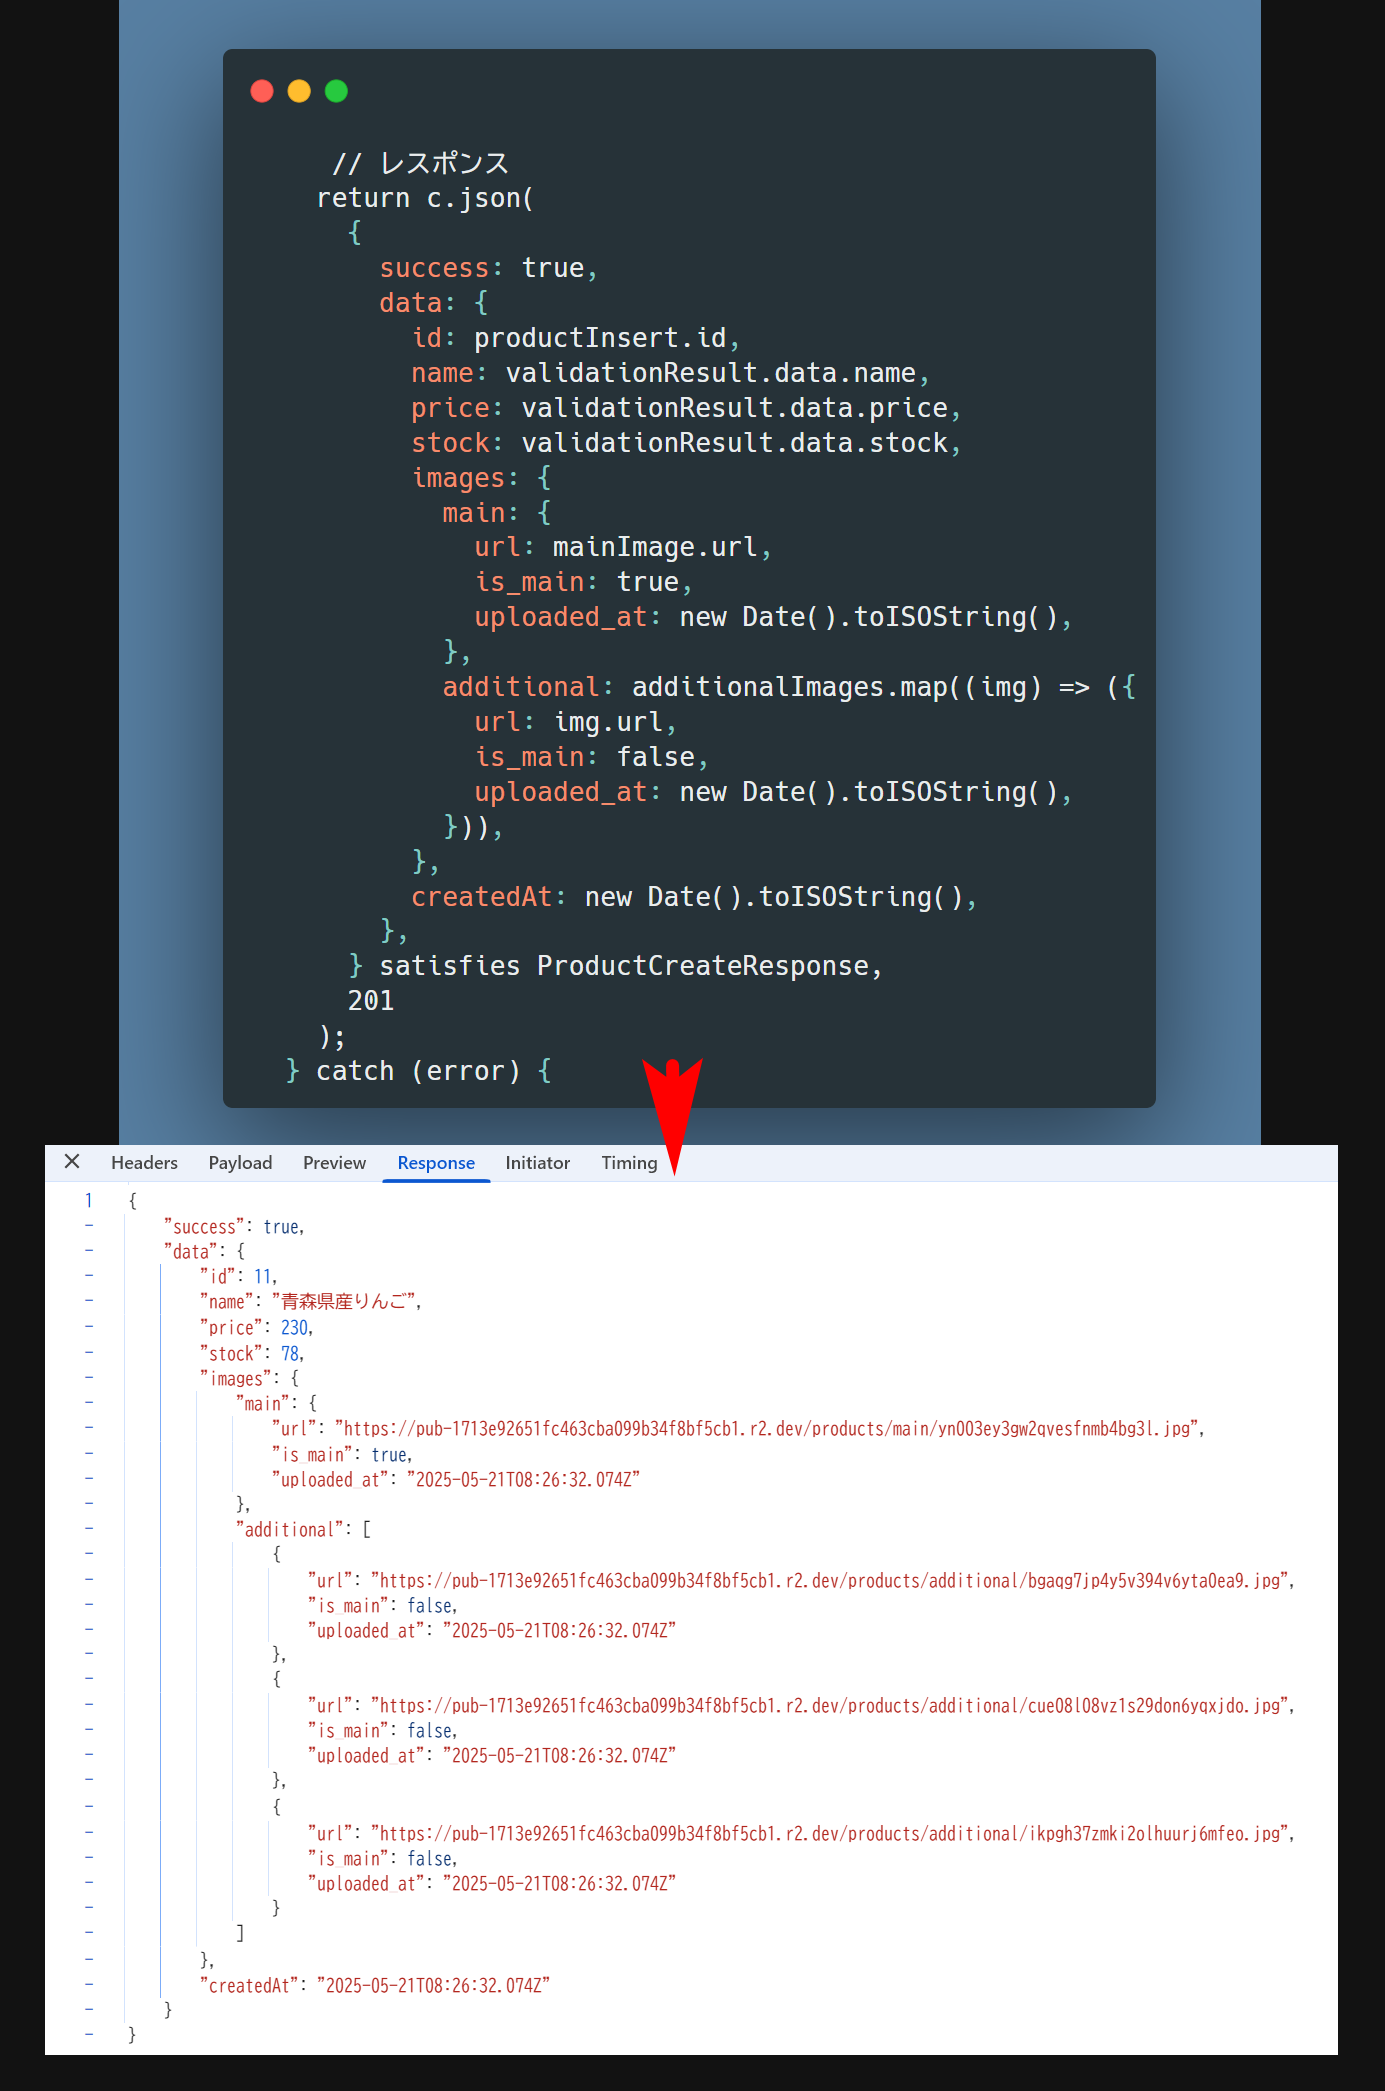 // レスポンス
return c.json(
{
success: true,
data: {
id: productInsert.id,
name: validationResult.data.name,
price: validationResult.data.price,
stock: validationResult.data.stock,
images: {
main: {
url: mainImage.url,
is_main: true,
uploaded_at: new Date().toISOString(),
},
additional: additionalImages.map((img) => ({
url: img.url,
is_main: false,
uploaded_at: new Date().toISOString(),
})),
},
createdAt: new Date().toISOString(),
},
} satisfies ProductCreateResponse,
201
);
} catch (error) {
Headers Payload Preview Response Initiator Timing
1 {
- "success": true,
- "data": {
- "id": 11,
- "name": "青森県産りんご",
- "price": 230,
- "stock": 78,
- "images": {
- "main": {
- "url": "https://pub-1713e92651fc463cba099b34f8bf5cb1.r2.dev/products/main/yn003ey3gw2qvesfnmb4bg3l.jpg",
- "is_main": true,
- "uploaded_at": "2025-05-21T08:26:32.074Z"
- },
- "additional": [
- {
- "url": "https://pub-1713e92651fc463cba099b34f8bf5cb1.r2.dev/products/additional/bgaqg7jp4y5v394v6yta0ea9.jpg",
- "is_main": false,
- "uploaded_at": "2025-05-21T08:26:32.074Z"
- },
- {
- "url": "https://pub-1713e92651fc463cba099b34f8bf5cb1.r2.dev/products/additional/cue08l08vz1s29don6yqxjdo.jpg",
- "is_main": false,
- "uploaded_at": "2025-05-21T08:26:32.074Z"
- },
- {
- "url": "https://pub-1713e92651fc463cba099b34f8bf5cb1.r2.dev/products/additional/ikpgh37zmki2olhuurj6mfeo.jpg",
- "is_main": false,
- "uploaded_at": "2025-05-21T08:26:32.074Z"
- }
- ]
- },
- "createdAt": "2025-05-21T08:26:32.074Z"
- }
- }